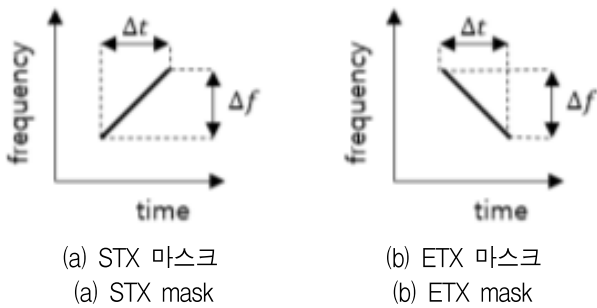 Δt
Δf
frequency
time
(a) STX 마스크
(a) STX mask
Δt
Δf
frequency
time
(b) ETX 마스크
(b) ETX mask